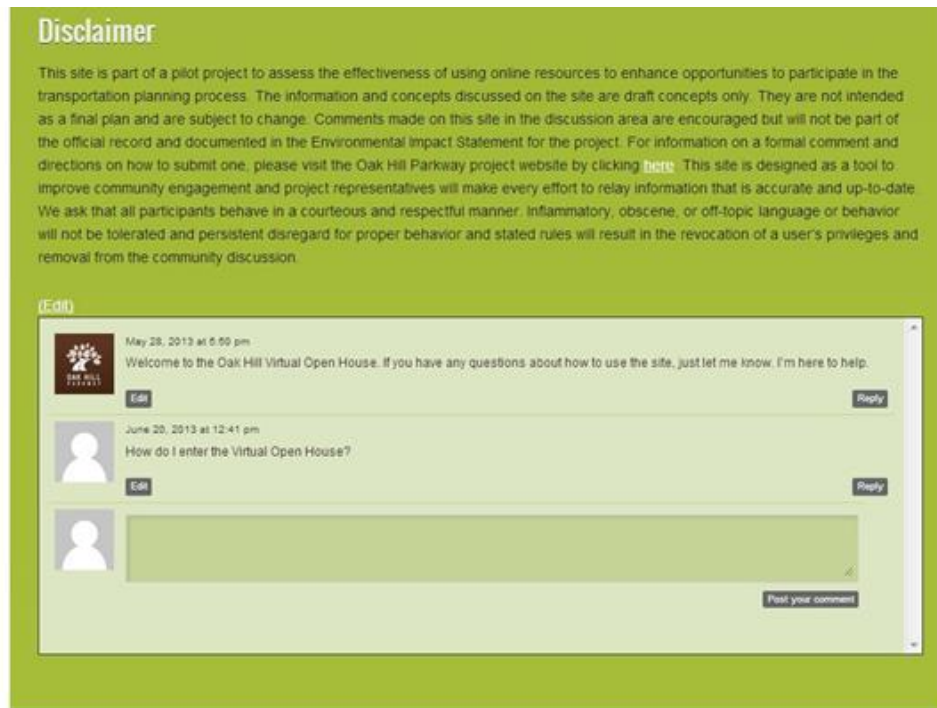 Disclaimer
This site is part of a pilot project to assess the effectiveness of using online resources to enhance opportunities to participate in the
transportation planning process. The information and concepts discussed on the site are draft concepts only. They are not intended
as a final plan and are subject to change. Comments made on this site in the discussion area are encouraged but will not be part of
the official record and documented in the Environmental Impact Statement for the project. For information on a formal comment and
directions on how to submit one, please visit the Oak Hill Parkway project website by clicking here. This site is designed as a tool to
improve community engagement and project representatives will make every effort to relay information that is accurate and up-to-date.
We ask that all participants behave in a courteous and respectful manner. Inflammatory, obscene, or off-topic language or behavior
will not be tolerated and persistent disregard for proper behavior and stated rules will result in the revocation of a user's privileges and
removal from the community discussion.
(Edit)
OAK HILL
PARKWAY
May 28, 2013 at 5:59 pm
Welcome to the Oak Hill Virtual Open House. If you have any questions about how to use the site, just let me know. I'm here to help.
Edit Reply
June 20, 2013 at 12:41 pm
How do I enter the Virtual Open House?
Edit Reply
Post your comment